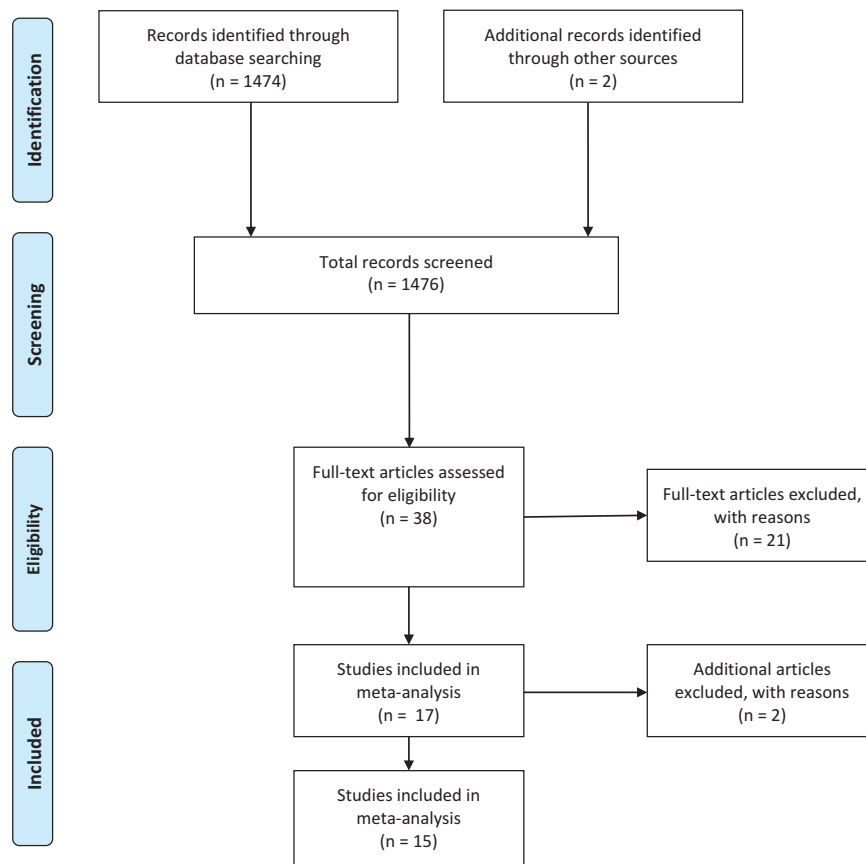 Identification
Records identified through
database searching
(n = 1474)
Additional records identified
through other sources
(n = 2)
Screening
Total records screened
(n = 1476)
Eligibility
Full-text articles assessed
for eligibility
(n = 38)
Full-text articles excluded,
with reasons
(n = 21)
Included
Studies included in
meta-analysis
(n = 17)
Additional articles
excluded, with reasons
(n = 2)
Studies included in
meta-analysis
(n = 15)